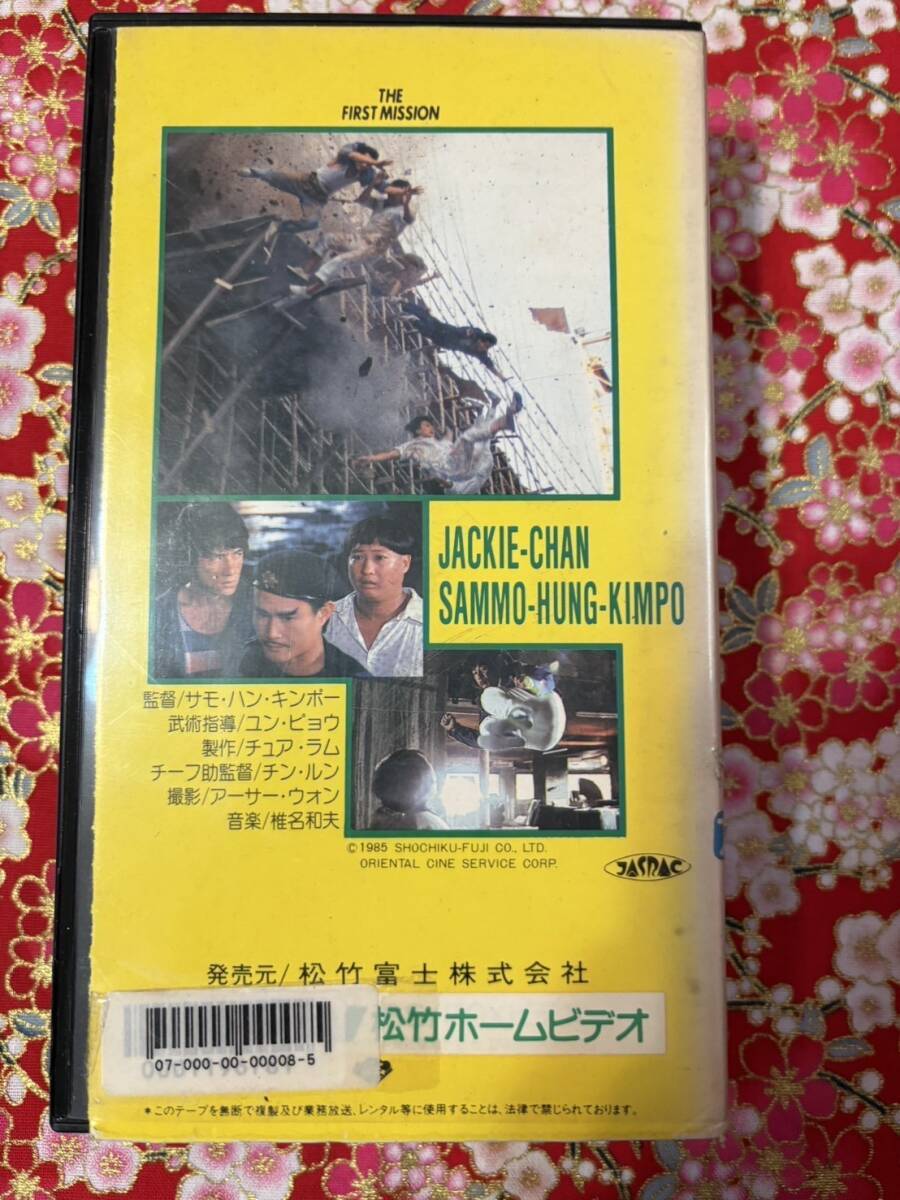 THE
FIRST MISSION
JACKIE-CHAN
SAMMO-HUNG-KIMPO
監督/サモ・ハン・キンポー
武術指導/ユン・ピョウ
製作/チュア・ラム
チーフ助監督/チン・ルン
撮影/アーサー・ウォン
音楽/椎名和夫
©1985 SHOCHIKU-FUJI CO., LTD.
ORIENTAL CINE SERVICE CORP.
JASRAC
発売元/松竹富士株式会社
松竹ホームビデオ
07-000-00-00008-5
*このテープを無断で複製及び業務放送、レンタル等に使用することは、法律で禁じられております。